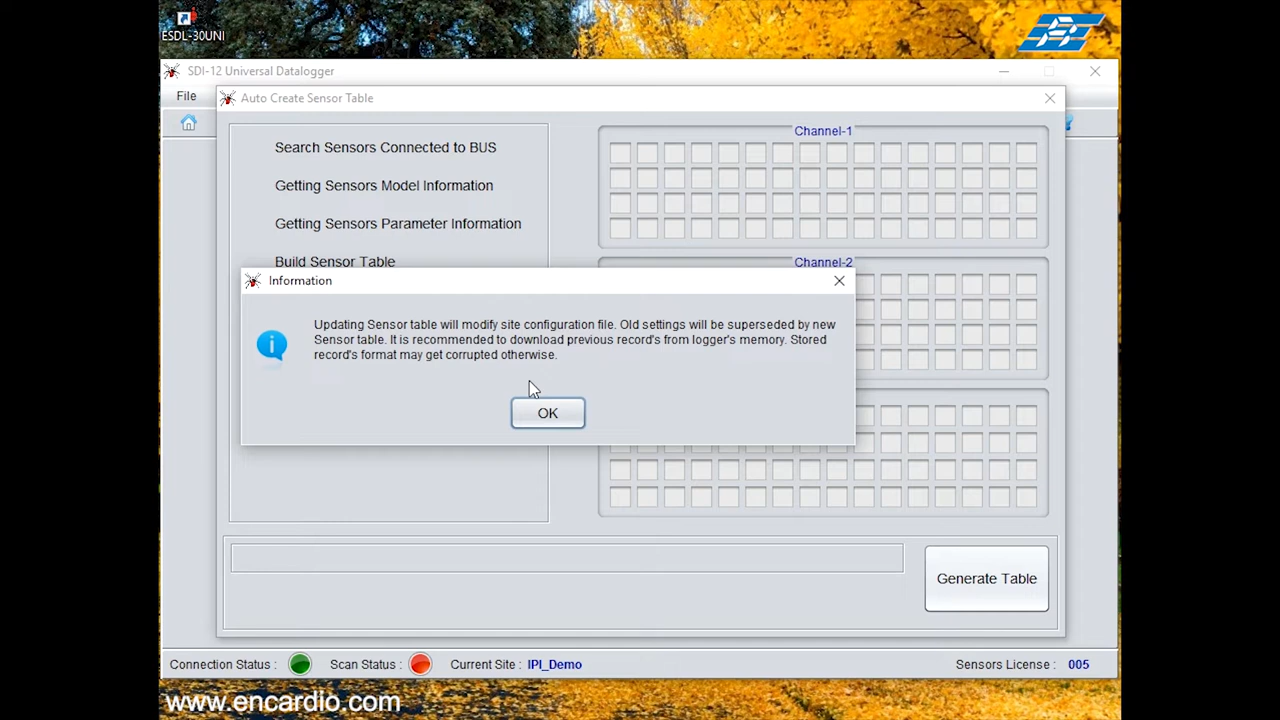 ESDL-30UNI
SDI-12 Universal Datalogger
File
Auto Create Sensor Table
Search Sensors Connected to BUS
Getting Sensors Model Information
Getting Sensors Parameter Information
Build Sensor Table
Channel-1
Channel-2
Information
Updating Sensor table will modify site configuration file. Old settings will be superseded by new
Sensor table. It is recommended to download previous record's from logger's memory. Stored
record's format may get corrupted otherwise.
OK
Generate Table
Connection Status : Scan Status : Current Site : IPI_Demo Sensors License : 005
www.encardio.com